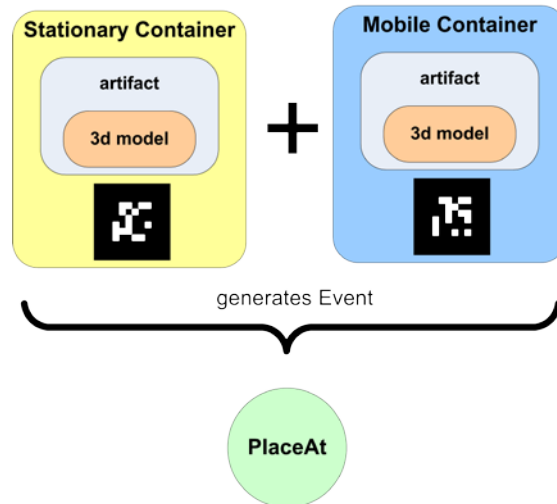 Stationary Container
artifact
3d model
+
Mobile Container
artifact
3d model
generates Event
PlaceAt